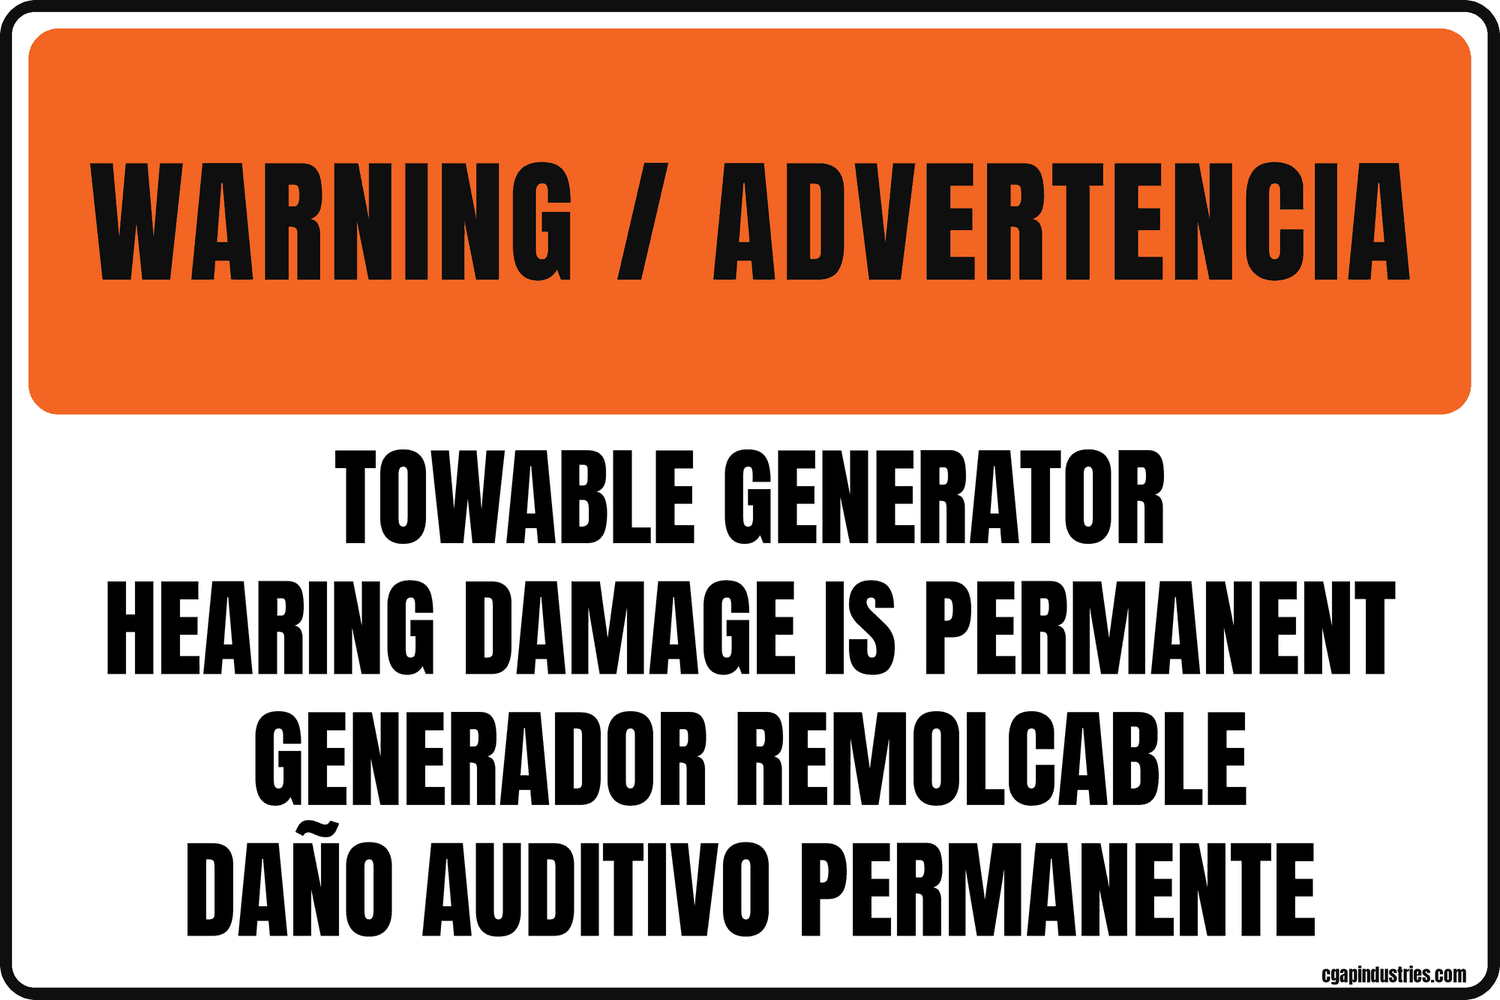 WARNING / ADVERTENCIA
TOWABLE GENERATOR
HEARING DAMAGE IS PERMANENT
GENERADOR REMOLCABLE
DAÑO AUDITIVO PERMANENTE
cgapindustries.com